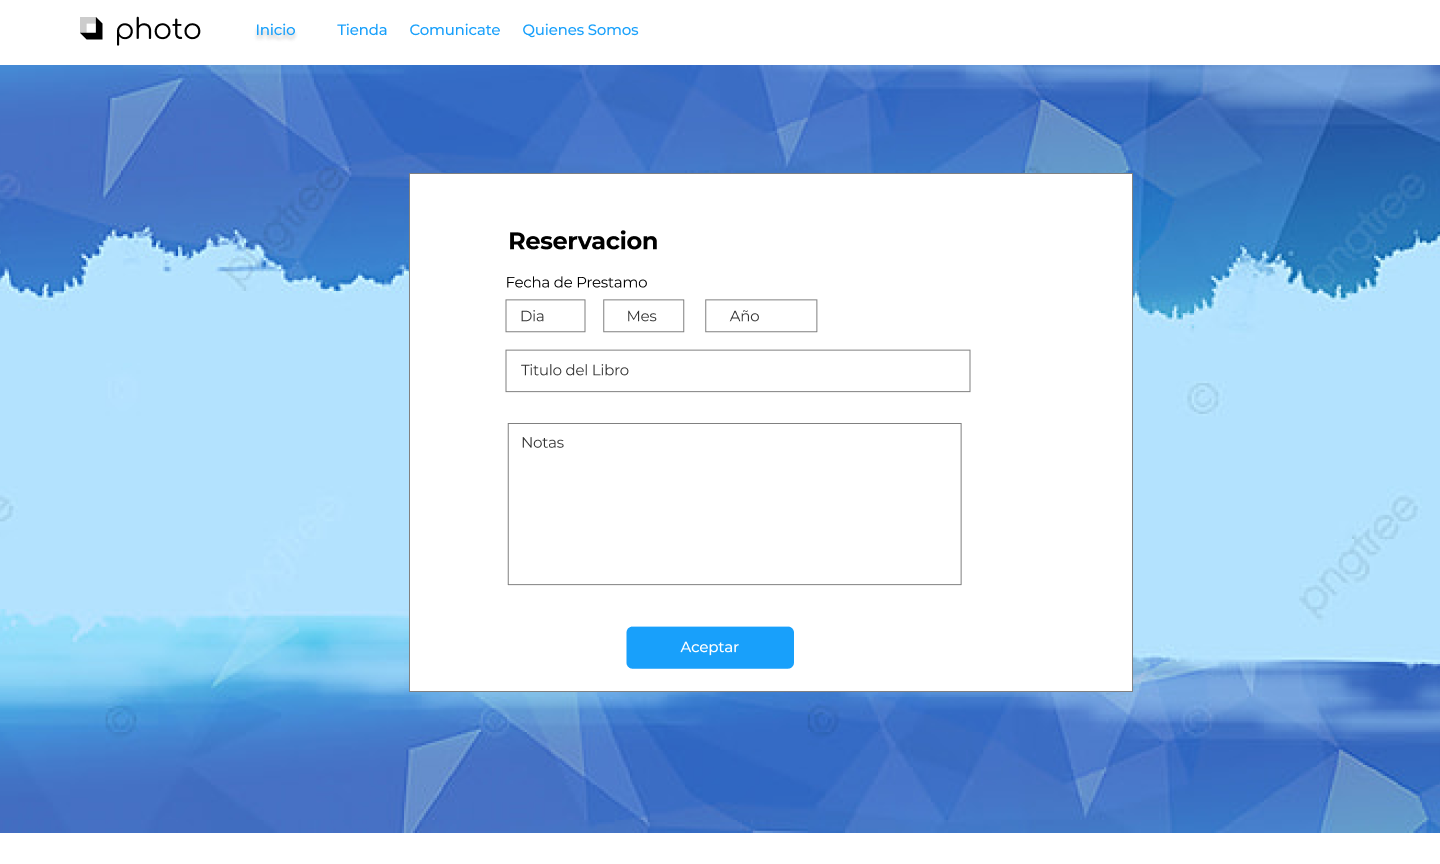 photo
Inicio Tienda Comunicate Quienes Somos
Reservacion
Fecha de Prestamo
Dia Mes Año
Titulo del Libro
Notas
Aceptar
pngtree
pngtree
pngtree
pngtree